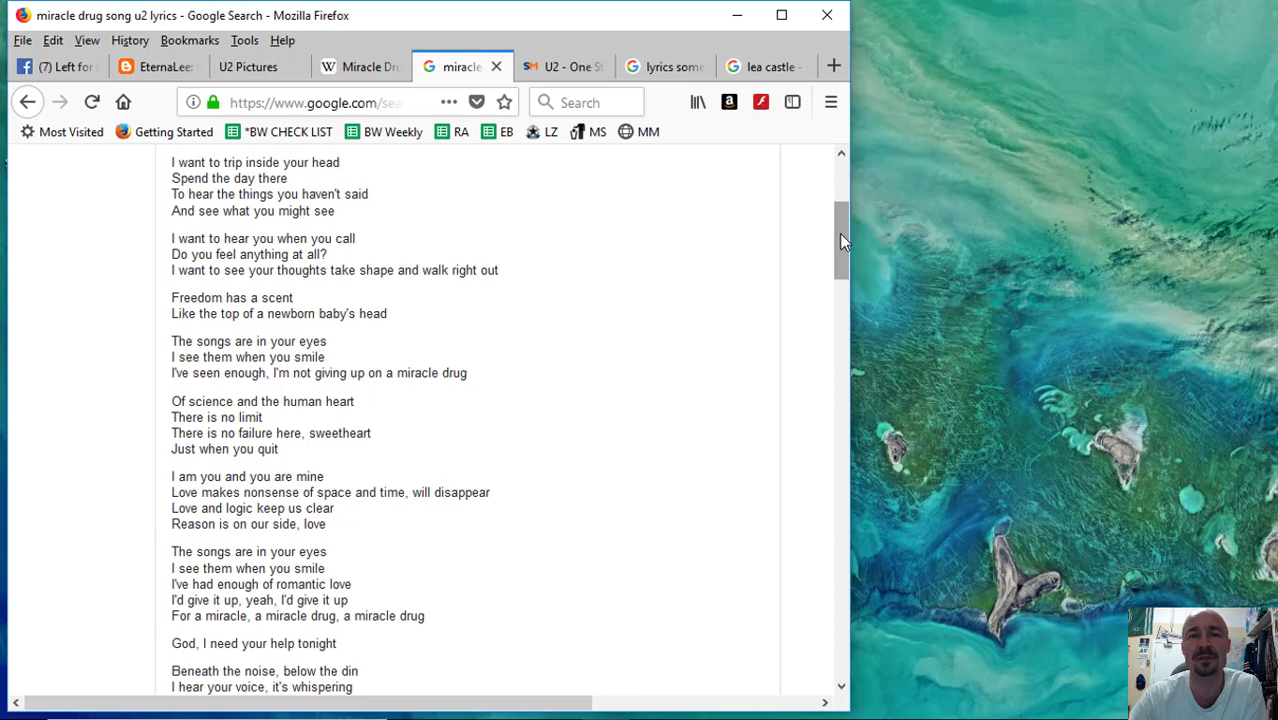 miracle drug song u2 lyrics - Google Search - Mozilla Firefox
File Edit View History Bookmarks Tools Help
(7) Left for
EternaLee:
U2 Pictures
Miracle Dru
miracle
U2 - One St
lyrics some
lea castle -
https://www.google.com/sea
Search
Most Visited
Getting Started
*BW CHECK LIST
BW Weekly
RA
EB
LZ
MS
MM
I want to trip inside your head
Spend the day there
To hear the things you haven't said
And see what you might see
I want to hear you when you call
Do you feel anything at all?
I want to see your thoughts take shape and walk right out
Freedom has a scent
Like the top of a newborn baby's head
The songs are in your eyes
I see them when you smile
I've seen enough, I'm not giving up on a miracle drug
Of science and the human heart
There is no limit
There is no failure here, sweetheart
Just when you quit
I am you and you are mine
Love makes nonsense of space and time, will disappear
Love and logic keep us clear
Reason is on our side, love
The songs are in your eyes
I see them when you smile
I've had enough of romantic love
I'd give it up, yeah, I'd give it up
For a miracle, a miracle drug, a miracle drug
God, I need your help tonight
Beneath the noise, below the din
I hear your voice, it's whispering